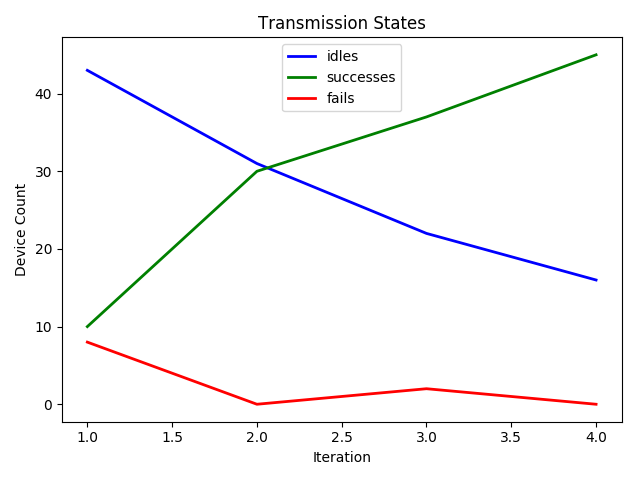 Transmission States
idles
successes
fails
Device Count
40
30
20
10
0
1.0 1.5 2.0 2.5 3.0 3.5 4.0
Iteration